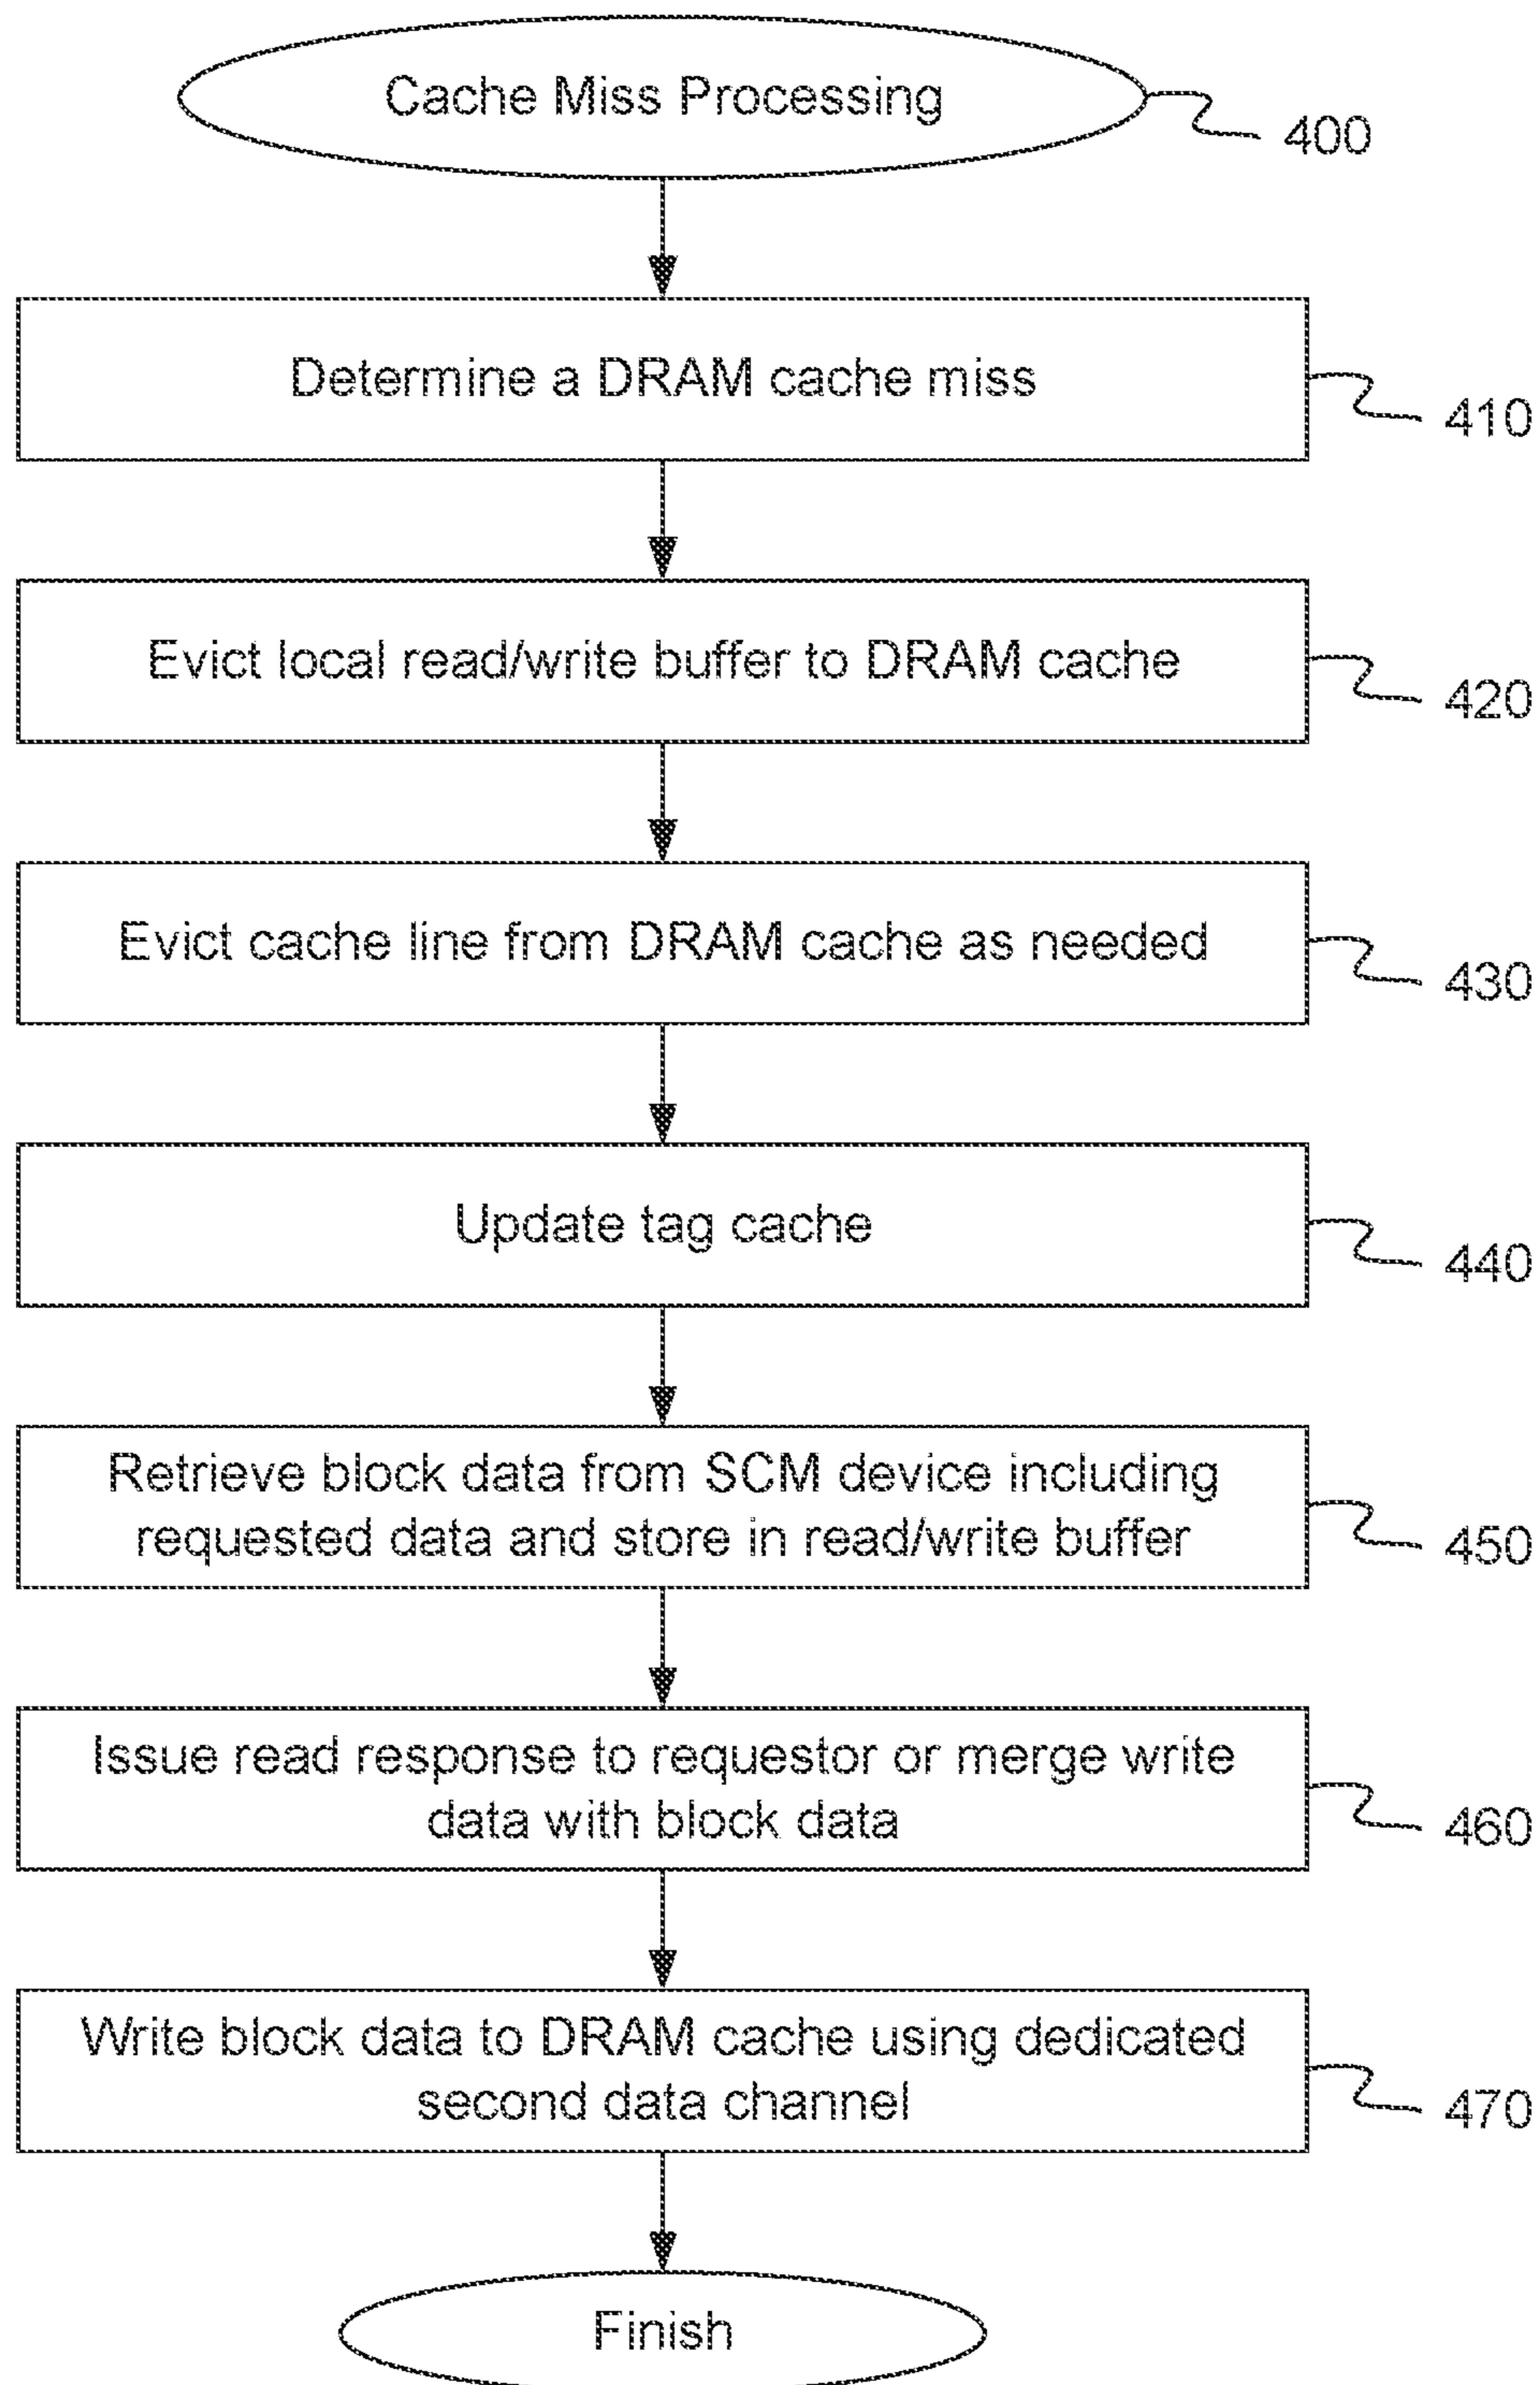 Cache Miss Processing
400
Determine a DRAM cache miss
410
Evict local read/write buffer to DRAM cache
420
Evict cache line from DRAM cache as needed
430
Update tag cache
440
Retrieve block data from SCM device including
requested data and store in read/write buffer
450
Issue read response to requestor or merge write
data with block data
460
Write block data to DRAM cache using dedicated
second data channel
470
Finish